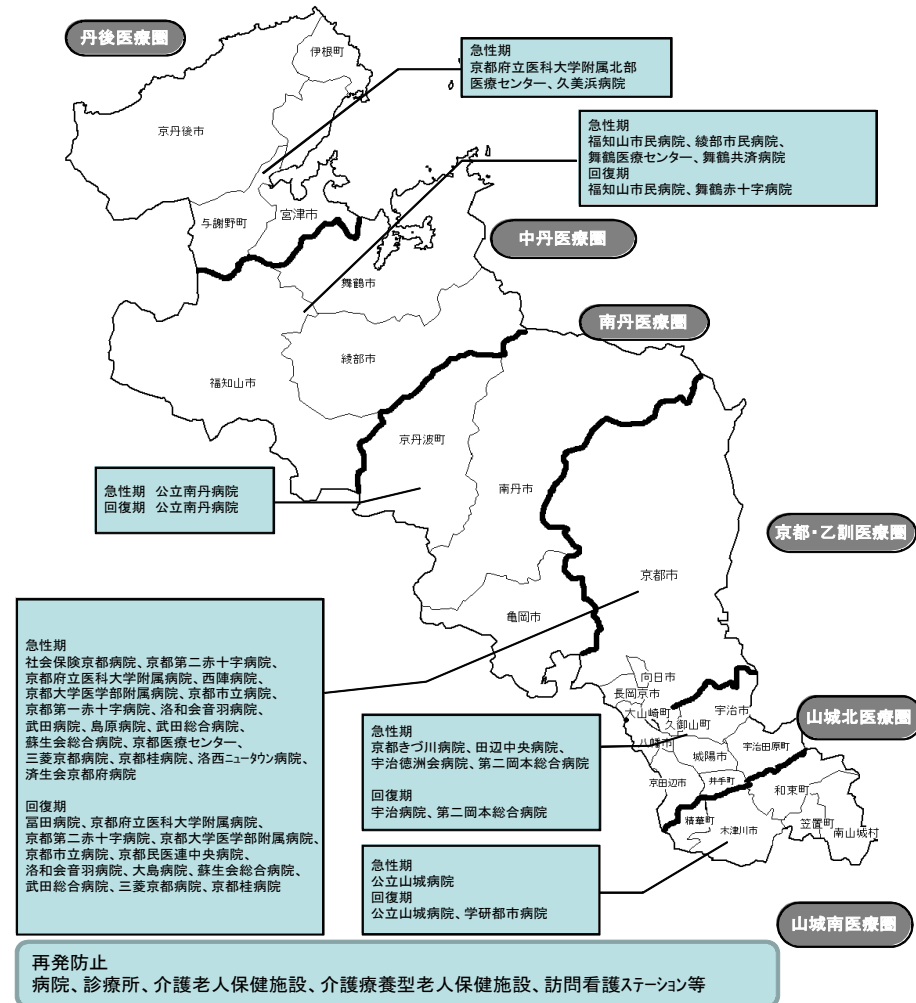 丹後医療圏
伊根町
急性期
京都府立医科大学附属北部
医療センター、久美浜病院
京丹後市
急性期
福知山市民病院、綾部市民病院、
舞鶴医療センター、舞鶴共済病院
回復期
福知山市民病院、舞鶴赤十字病院
与謝野町
宮津市
中丹医療圏
舞鶴市
南丹医療圏
綾部市
福知山市
京丹波町
急性期 公立南丹病院
回復期 公立南丹病院
南丹市
京都・乙訓医療圏
京都市
亀岡市
急性期
社会保険京都病院、京都第二赤十字病院、
京都府立医科大学附属病院、西陣病院、
京都大学医学部附属病院、京都市立病院、
京都第一赤十字病院、洛和会音羽病院、
武田病院、島原病院、武田総合病院、
蘇生会総合病院、京都医療センター、
三菱京都病院、京都桂病院、洛西ニュータウン病院、
済生会京都府病院
回復期
冨田病院、京都府立医科大学附属病院、
京都第二赤十字病院、京都大学医学部附属病院、
京都市立病院、京都民医連中央病院、
洛和会音羽病院、大島病院、蘇生会総合病院、
武田総合病院、三菱京都病院、京都桂病院
向日市
長岡京市
大山崎町
宇治市
久御山町
山城北医療圏
八幡市
城陽市
宇治田原町
急性期
京都きづ川病院、田辺中央病院、
宇治徳洲会病院、第二岡本総合病院
回復期
宇治病院、第二岡本総合病院
京田辺市
井手町
和束町
精華町
木津川市
笠置町
南山城村
急性期
公立山城病院
回復期
公立山城病院、学研都市病院
山城南医療圏
再発防止
病院、診療所、介護老人保健施設、介護療養型老人保健施設、訪問看護ステーション等